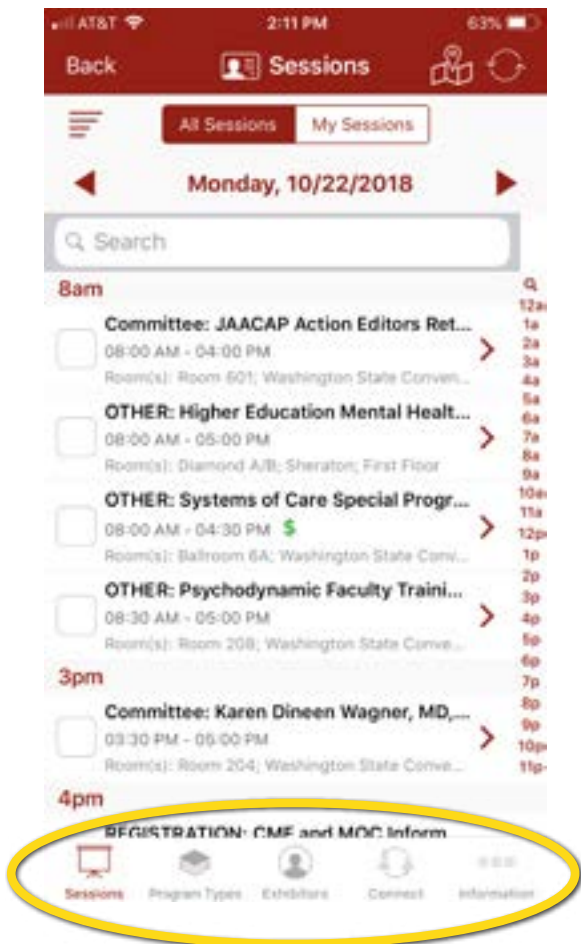 AT&T 2:11 PM 63%
Back Sessions
All Sessions My Sessions
Monday, 10/22/2018
Search
8am
Committee: JAACAP Action Editors Ret...
08:00 AM - 04:00 PM
Room(s): Room 601; Washington State Conven...
OTHER: Higher Education Mental Healt...
08:00 AM - 05:00 PM
Room(s): Diamond A/B; Sheraton; First Floor
OTHER: Systems of Care Special Progr...
08:00 AM - 04:30 PM $
Room(s): Ballroom 6A; Washington State Conv...
OTHER: Psychodynamic Faculty Traini...
08:30 AM - 05:00 PM
Room(s): Room 208; Washington State Conve...
3pm
Committee: Karen Dineen Wagner, MD,...
03:30 PM - 05:00 PM
Room(s): Room 204; Washington State Conve...
4pm
REGISTRATION: CME and MOC Inform
12a
1a
2a
3a
4a
5a
6a
7a
8a
9a
10a
11a
12p
1p
2p
3p
4p
5p
6p
7p
8p
9p
10p
11p
Sessions Program Types Exhibitors Connect Information